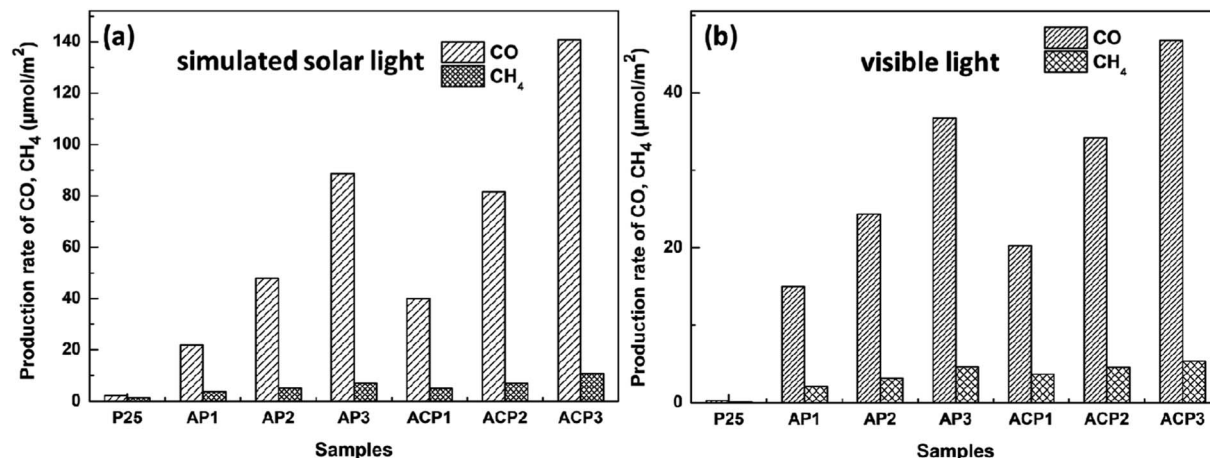 (a)
simulated solar light
CO
CH₄
Production rate of CO, CH₄ (μmol/m²)
140
120
100
80
60
40
20
0
P25 AP1 AP2 AP3 ACP1 ACP2 ACP3
Samples
(b)
visible light
CO
CH₄
Production rate of CO, CH₄ (μmol/m²)
40
20
0
P25 AP1 AP2 AP3 ACP1 ACP2 ACP3
Samples